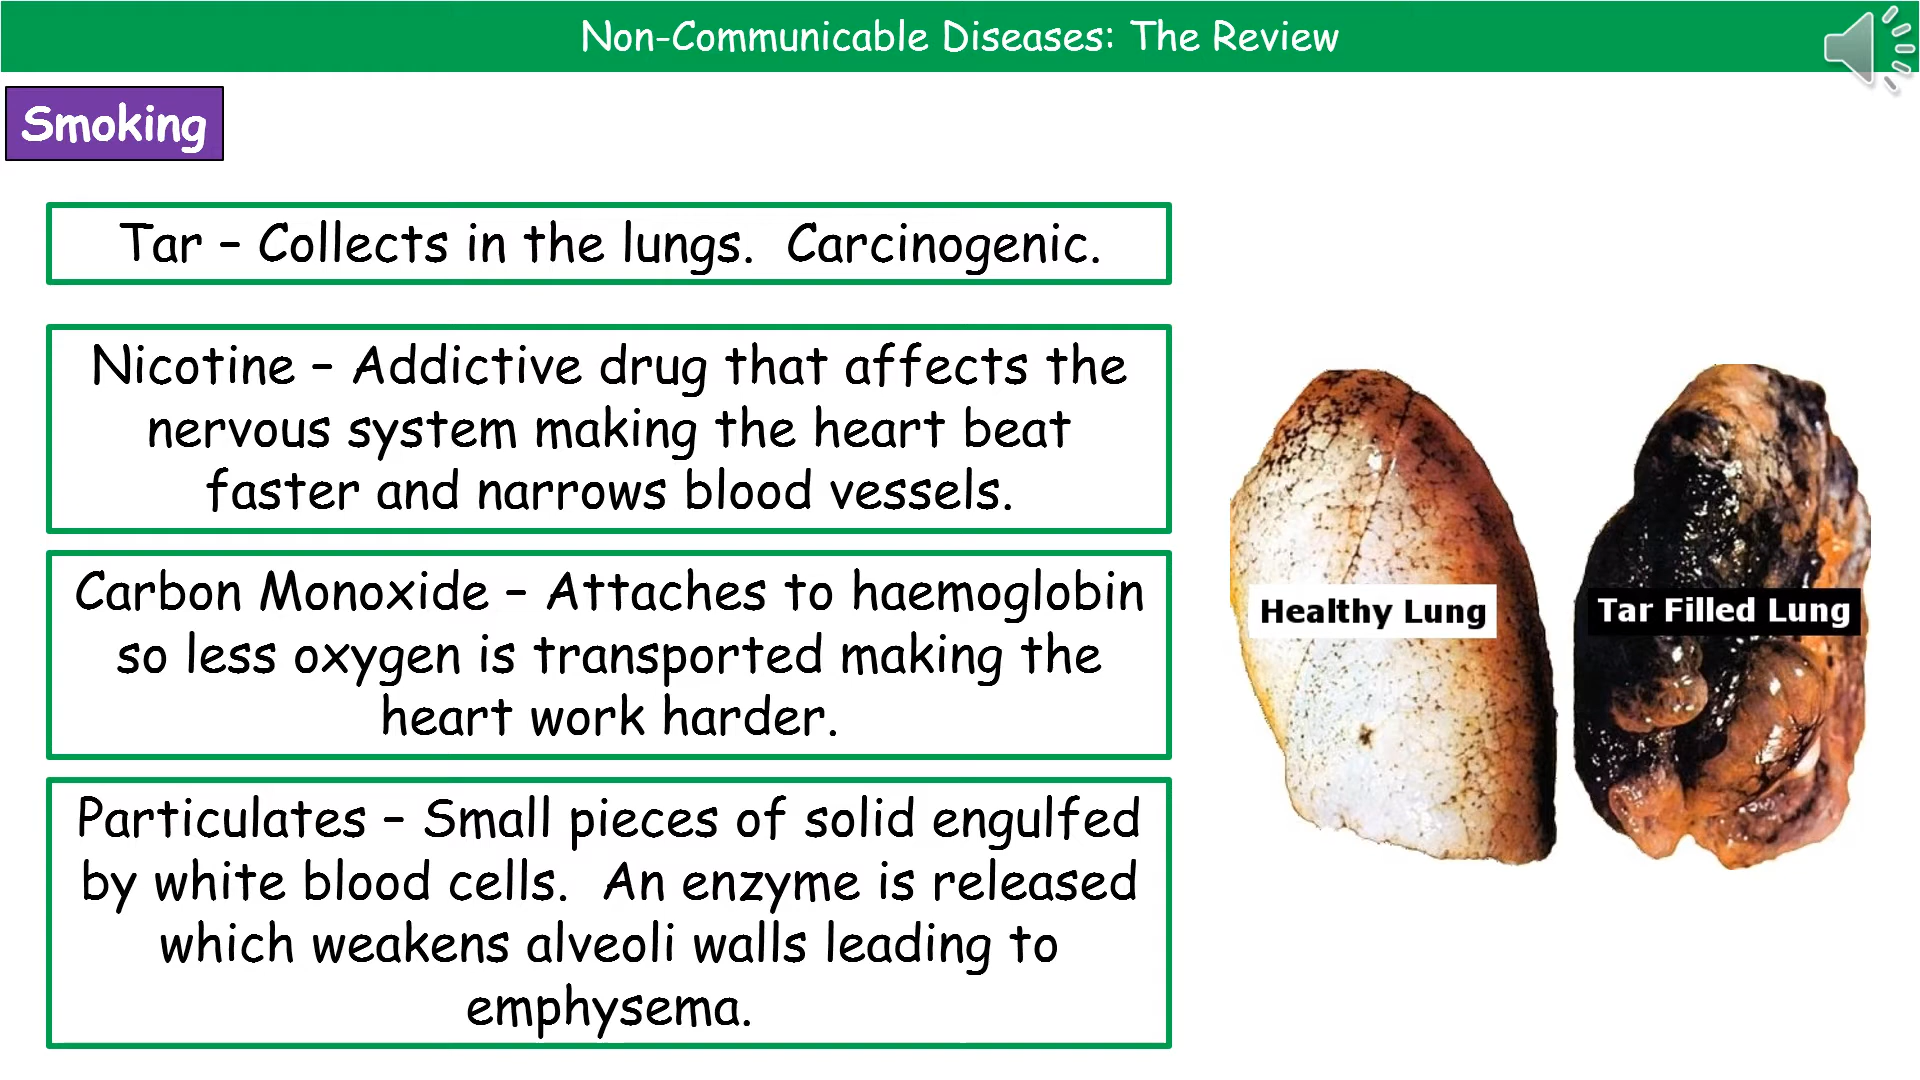 Non-Communicable Diseases: The Review
Smoking
Tar – Collects in the lungs.  Carcinogenic.
Nicotine – Addictive drug that affects the
nervous system making the heart beat
faster and narrows blood vessels.
Carbon Monoxide – Attaches to haemoglobin
so less oxygen is transported making the
heart work harder.
Particulates – Small pieces of solid engulfed
by white blood cells.  An enzyme is released
which weakens alveoli walls leading to
emphysema.
Healthy Lung
Tar Filled Lung